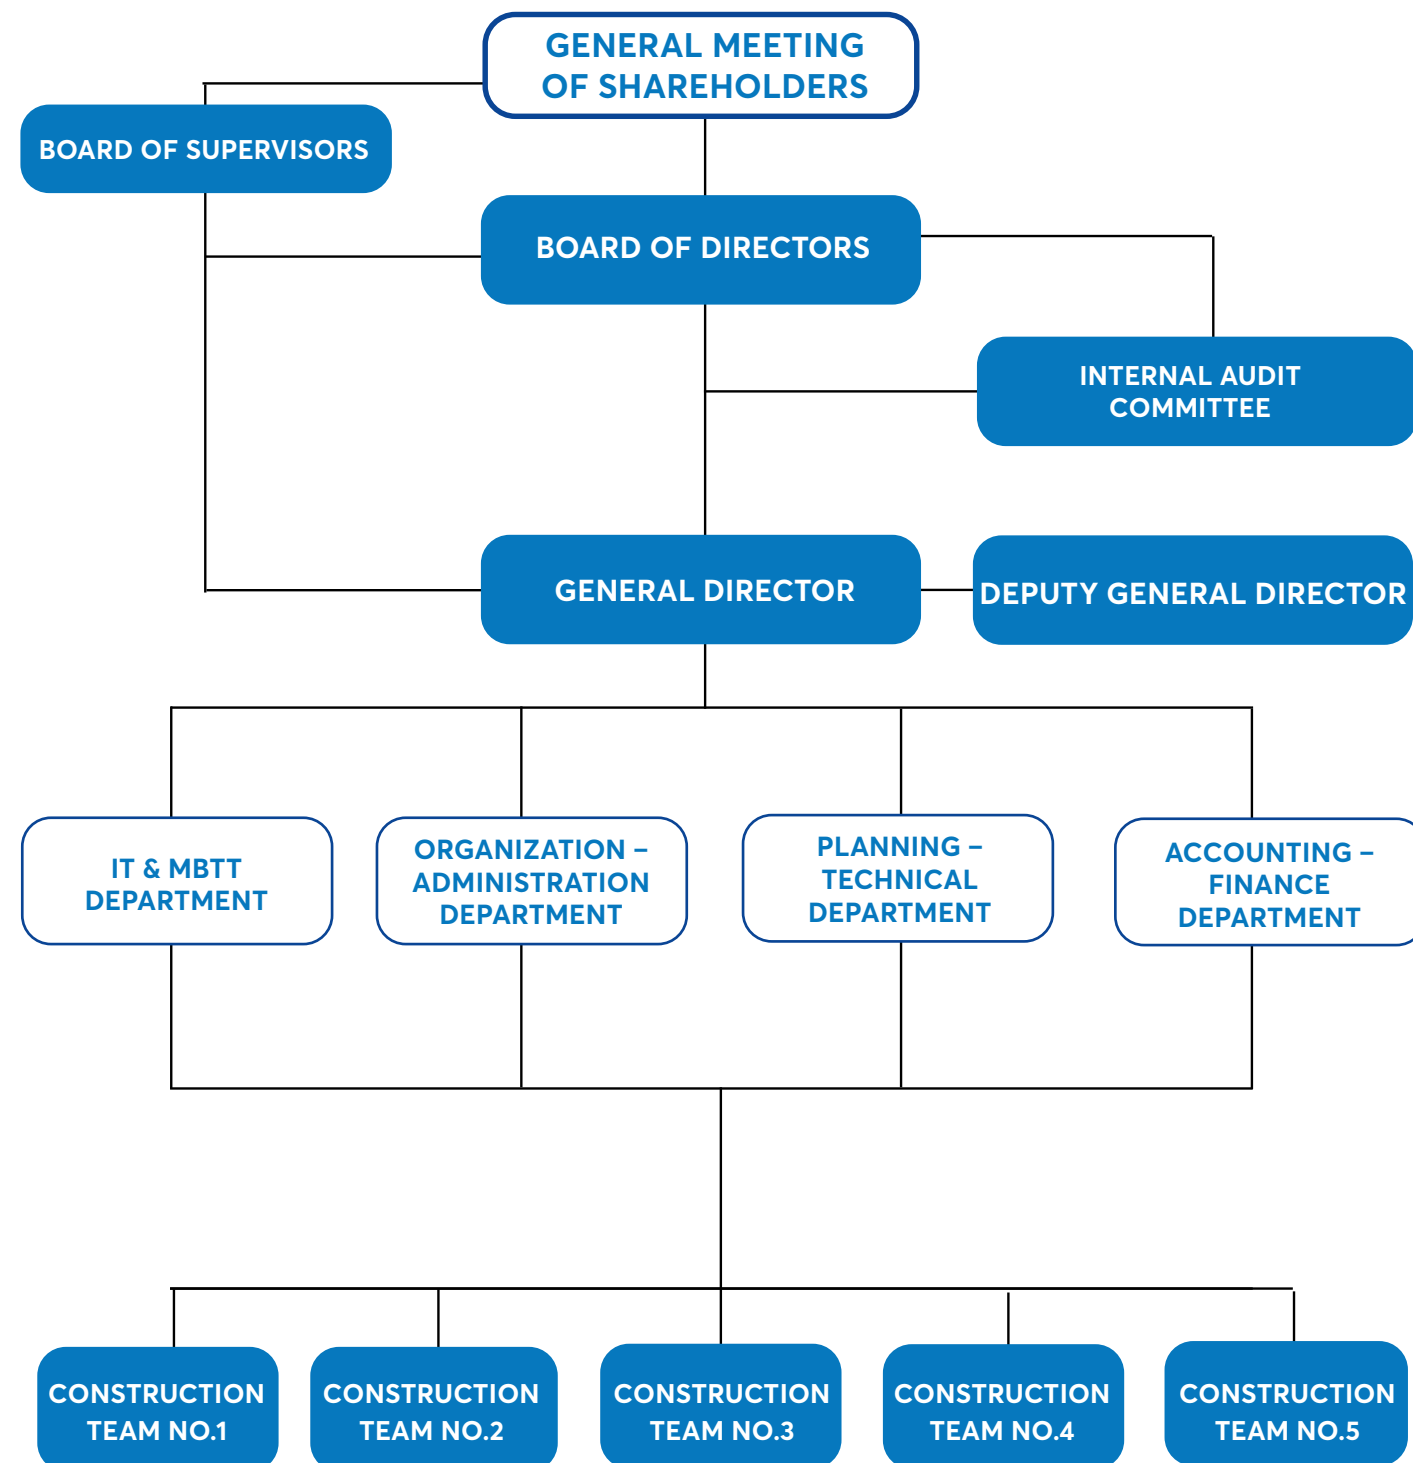 GENERAL MEETING
OF SHAREHOLDERS
BOARD OF SUPERVISORS
BOARD OF DIRECTORS
INTERNAL AUDIT
COMMITTEE
GENERAL DIRECTOR
DEPUTY GENERAL DIRECTOR
IT & MBTT
DEPARTMENT
ORGANIZATION –
ADMINISTRATION
DEPARTMENT
PLANNING –
TECHNICAL
DEPARTMENT
ACCOUNTING –
FINANCE
DEPARTMENT
CONSTRUCTION
TEAM NO.1
CONSTRUCTION
TEAM NO.2
CONSTRUCTION
TEAM NO.3
CONSTRUCTION
TEAM NO.4
CONSTRUCTION
TEAM NO.5